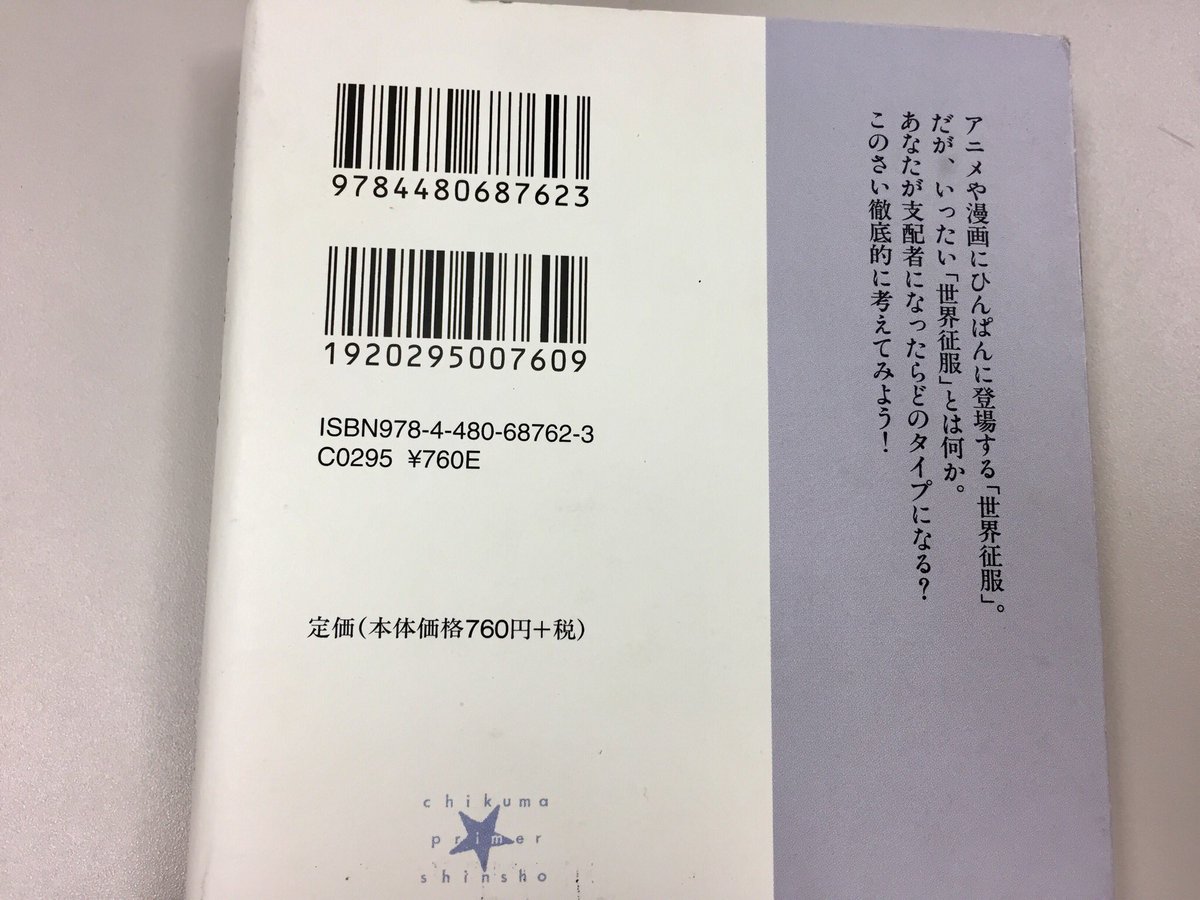 9784480687623
1920295007609
ISBN978-4-480-68762-3
C0295 ¥760E
定価(本体価格760円+税)
chikuma
primer
shinsho
アニメや漫画にひんぱんに登場する「世界征服」。
だが、いったい「世界征服」とは何か。
あなたが支配者になったらどのタイプになる?
このさい徹底的に考えてみよう!